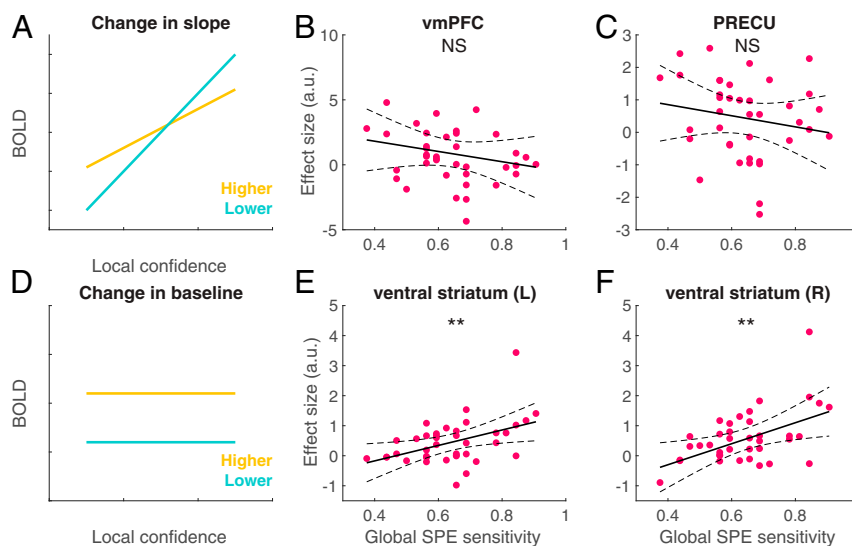 A
Change in slope
BOLD
Higher
Lower
Local confidence
B
vmPFC
NS
Effect size (a.u.)
10
5
0
-5
0.4 0.6 0.8 1
C
PRECU
NS
3
2
1
0
-1
-2
-3
0.4 0.6 0.8
D
Change in baseline
BOLD
Higher
Lower
Local confidence
E
ventral striatum (L)
**
Effect size (a.u.)
5
4
3
2
1
0
-1
0.4 0.6 0.8 1
Global SPE sensitivity
F
ventral striatum (R)
**
5
4
3
2
1
0
-1
0.4 0.6 0.8
Global SPE sensitivity